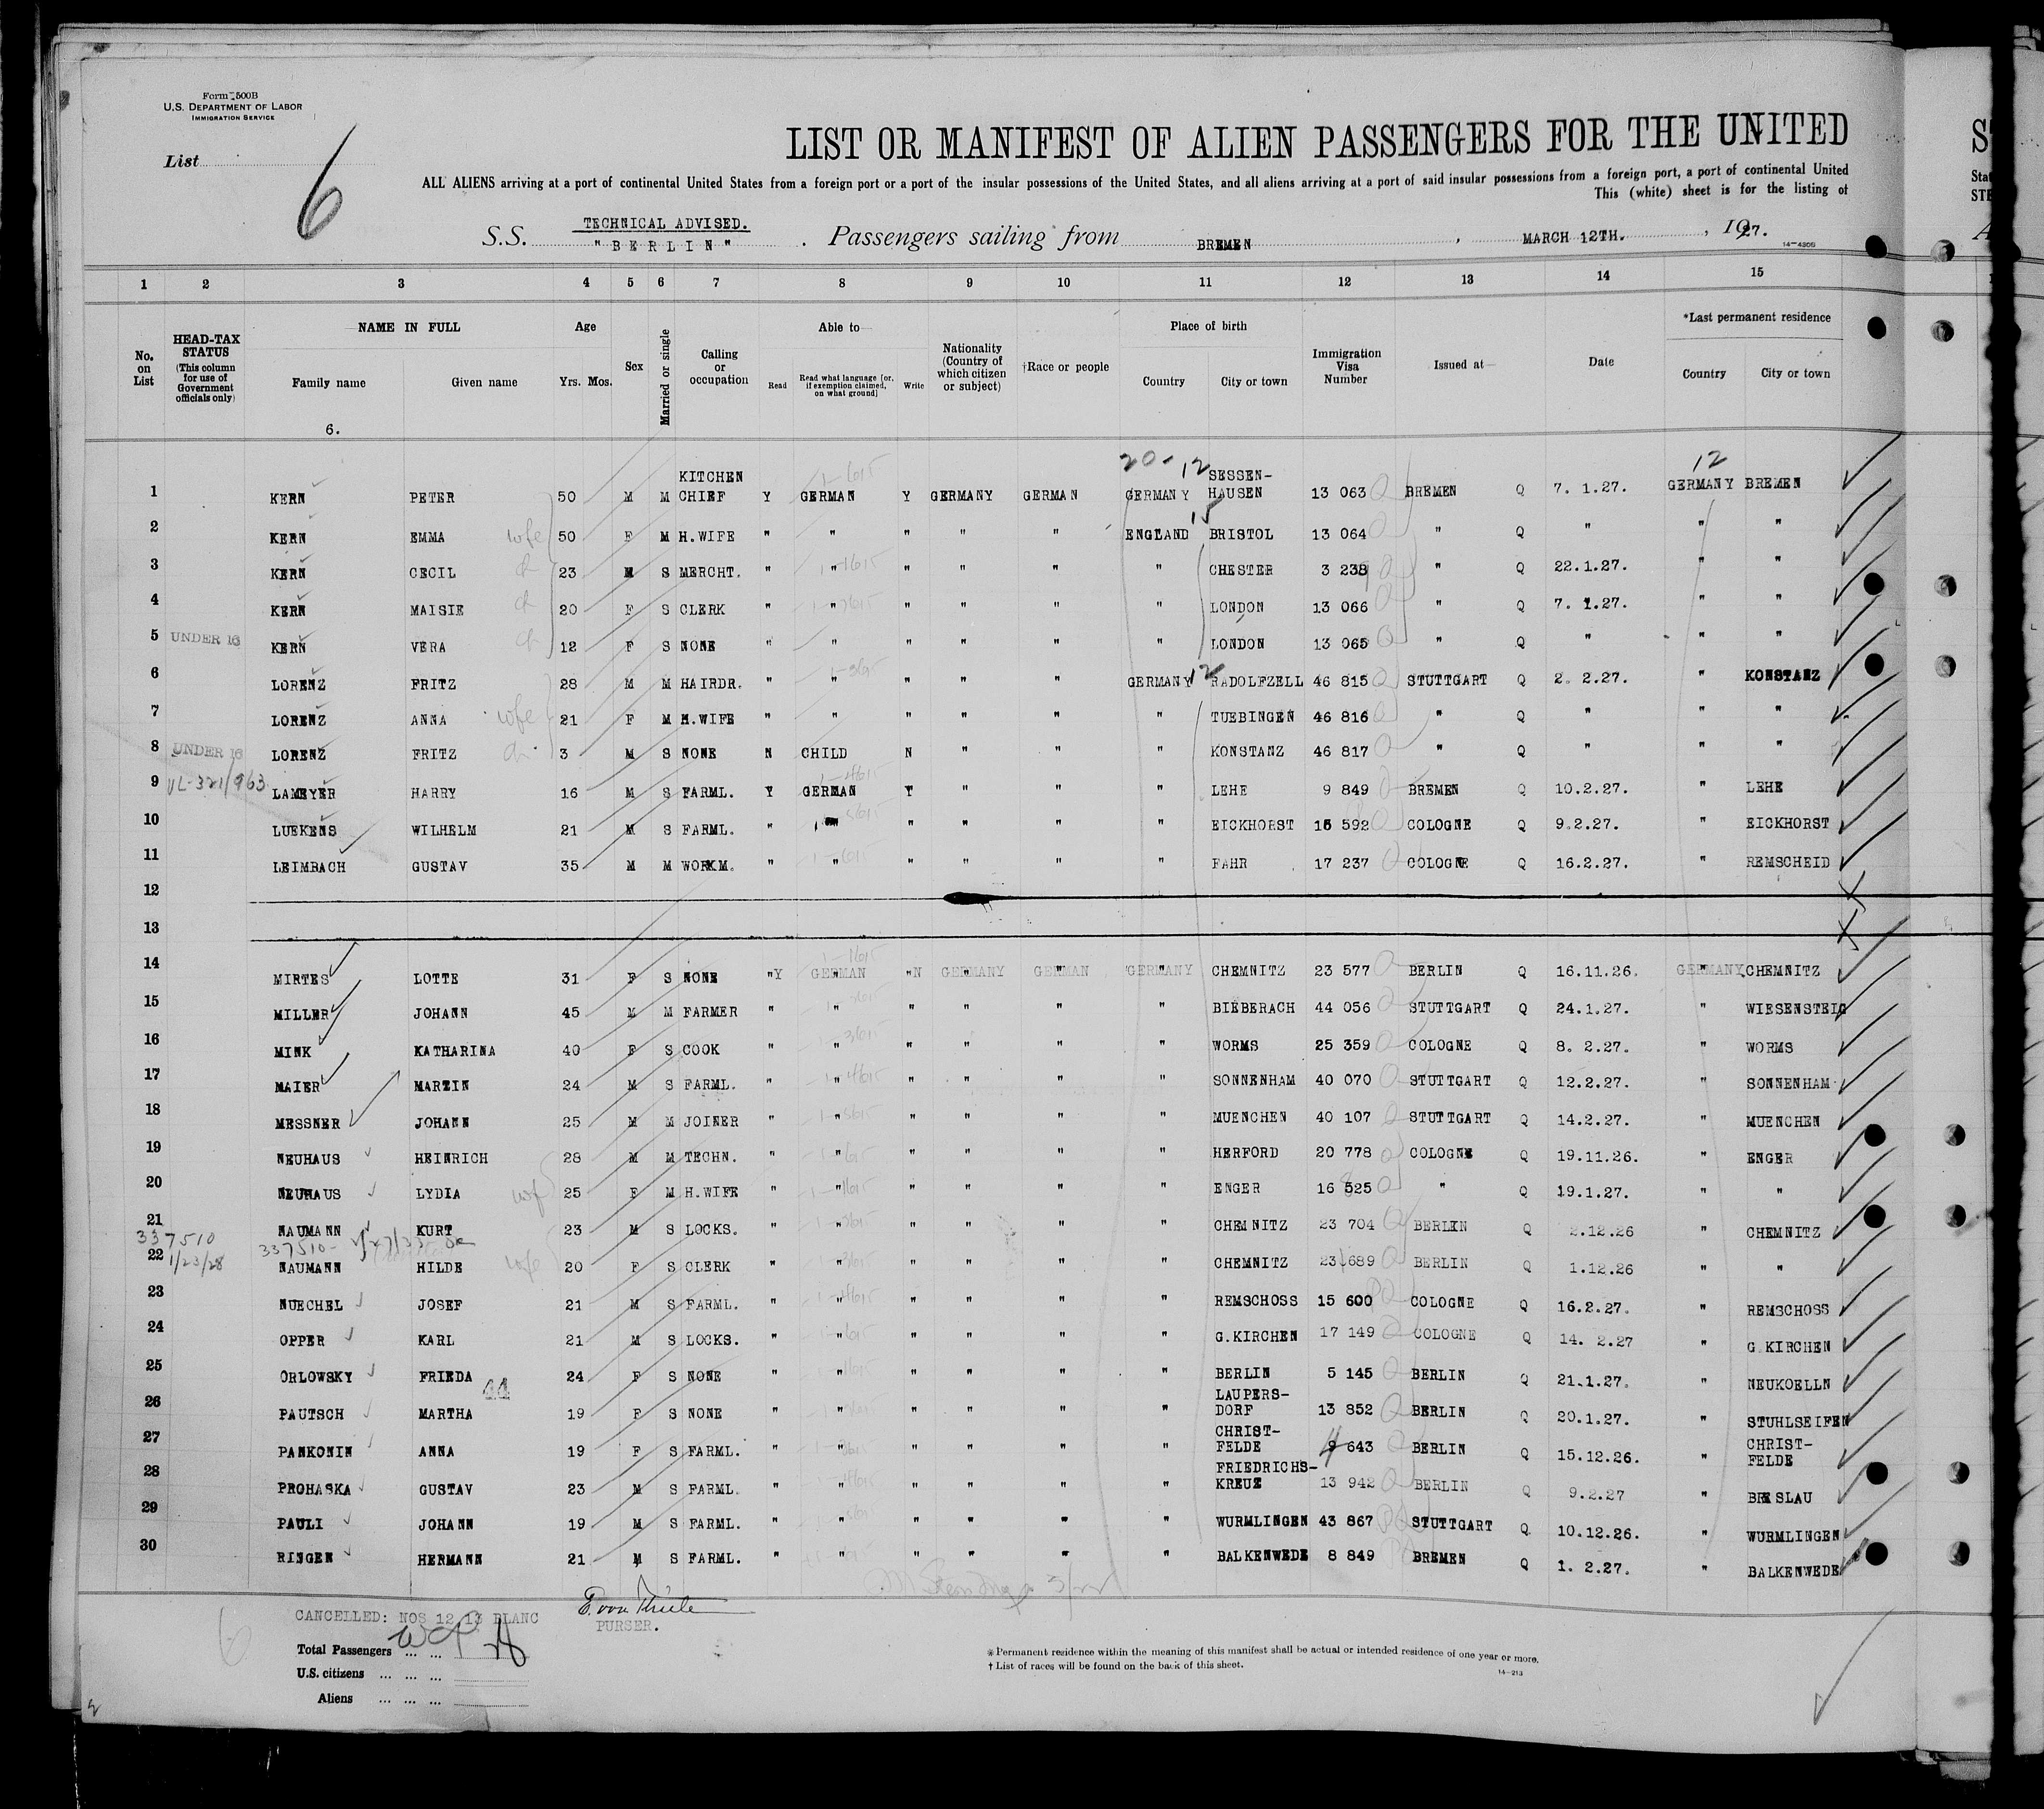 Form 500B
U.S. DEPARTMENT OF LABOR
IMMIGRATION SERVICE
List 6
LIST OR MANIFEST OF ALIEN PASSENGERS FOR THE UNITED
ALL ALIENS arriving at a port of continental United States from a foreign port or a port of the insular possessions of the United States, and all aliens arriving at a port of said insular possessions from a foreign port, a port of continental United
This (white) sheet is for the listing of
TECHNICAL ADVISED.
S.S. "BERLIN" . Passengers sailing from BREMEN , MARCH 12TH. , 1927.
14-4306
1 2 3 4 5 6 7 8 9 10 11 12 13 14 15
No. on List
HEAD-TAX STATUS (This column for use of Government officials only)
NAME IN FULL
Family name Given name
Age
Yrs. Mos.
Sex
Married or single
Calling or occupation
Able to—
Read
Read what language [or, if exemption claimed, on what ground]
Write
Nationality (Country of which citizen or subject)
†Race or people
Place of birth
Country City or town
Immigration Visa Number
Issued at—
Date
*Last permanent residence
Country City or town
6.
20-12 12
1 KERN PETER 50 M M KITCHEN CHIEF Y GERMAN Y GERMANY GERMAN GERMANY SESSEN-HAUSEN 13 063 BREMEN Q 7. 1.27. GERMANY BREMEN
2 KERN EMMA wife 50 F M H.WIFE " " " " " ENGLAND 15 BRISTOL 13 064 " Q " " "
3 KERN CECIL ch 23 M S MERCHT. " " " " " " CHESTER 3 238 " Q 22.1.27. " "
4 KERN MAISIE ch 20 F S CLERK " " " " " " LONDON 13 066 " Q 7. 1.27. " "
5 UNDER 16 KERN VERA ch 12 F S NONE " " " " " " LONDON 13 065 " Q " " "
6 LORENZ FRITZ 28 M M HAIRDR. " " " " " GERMANY 12 RADOLFZELL 46 815 STUTTGART Q 2. 2.27. " KONSTANZ
7 LORENZ ANNA wife 21 F M H.WIFE " " " " " " TUEBINGEN 46 816 " Q " " "
8 UNDER 16 LORENZ FRITZ ch 3 M S NONE N CHILD N " " " KONSTANZ 46 817 " Q " " "
9 VL-321/963 LAMEYER HARRY 16 M S FARML. Y GERMAN Y " " " LEHE 9 849 BREMEN Q 10.2.27. " LEHE
10 LUEKENS WILHELM 21 M S FARML. " " " " " " EICKHORST 15 592 COLOGNE Q 9.2.27. " EICKHORST
11 LEIMBACH GUSTAV 35 M M WORKM. " " " " " " FAHR 17 237 COLOGNE Q 16.2.27. " REMSCHEID
12
13
14 MIRTES LOTTE 31 F S NONE "Y GERMAN "N GERMANY GERMAN GERMANY CHEMNITZ 23 577 BERLIN Q 16.11.26. GERMANY CHEMNITZ
15 MILLER JOHANN 45 M M FARMER " " " " " " BIEBERACH 44 056 STUTTGART Q 24.1.27. " WIESENSTEIG
16 MINK KATHARINA 40 F S COOK " " " " " " WORMS 25 359 COLOGNE Q 8. 2.27. " WORMS
17 MAIER MARTIN 24 M S FARML. " " " " " " SONNENHAM 40 070 STUTTGART Q 12.2.27. " SONNENHAM
18 MESSNER JOHANN 25 M M JOINER " " " " " " MUENCHEN 40 107 STUTTGART Q 14.2.27. " MUENCHEN
19 NEUHAUS HEINRICH 28 M M TECHN. " " " " " " HERFORD 20 778 COLOGNE Q 19.11.26. " ENGER
20 NEUHAUS LYDIA wife 25 F M H.WIFE " " " " " " ENGER 16 525 " Q 19.1.27. " "
21 NAUMANN KURT 23 M S LOCKS. " " " " " " CHEMNITZ 23 704 BERLIN Q 2.12.26 " CHEMNITZ
337510 1/23/28 337510-
22 NAUMANN HILDE wife 20 F S CLERK " " " " " " CHEMNITZ 23 689 BERLIN Q 1.12.26 " "
23 NUECHEL JOSEF 21 M S FARML. " " " " " " REMSCHOSS 15 600 COLOGNE Q 16.2.27. " REMSCHOSS
24 OPPER KARL 21 M S LOCKS. " " " " " " G.KIRCHEN 17 149 COLOGNE Q 14. 2.27 " G.KIRCHEN
25 ORLOWSKY FRIEDA 44 24 F S NONE " " " " " " BERLIN 5 145 BERLIN Q 21.1.27. " NEUKOELLN
26 PAUTSCH MARTHA 19 F S NONE " " " " " " LAUPERS-DORF 13 852 BERLIN Q 20.1.27. " STUHLSEIFEN
27 PANKONIN ANNA 19 F S FARML. " " " " " " CHRIST-FELDE 9 643 BERLIN Q 15.12.26. " CHRIST-FELDE
28 PROHASKA GUSTAV 23 M S FARML. " " " " " " FRIEDRICHS-KREUZ 13 942 BERLIN Q 9.2.27 " BRESLAU
29 PAULI JOHANN 19 M S FARML. " " " " " " WURMLINGEN 43 867 STUTTGART Q 10.12.26. " WURMLINGEN
30 RINGEN HERMANN 21 M S FARML. " " " " " " BALKENWEDE 8 849 BREMEN Q 1. 2.27. " BALKENWEDE
CANCELLED: NOS 12 13 BLANC
PURSER.
Total Passengers
U.S. citizens
Aliens
* Permanent residence within the meaning of this manifest shall be actual or intended residence of one year or more.
† List of races will be found on the back of this sheet.
14-213